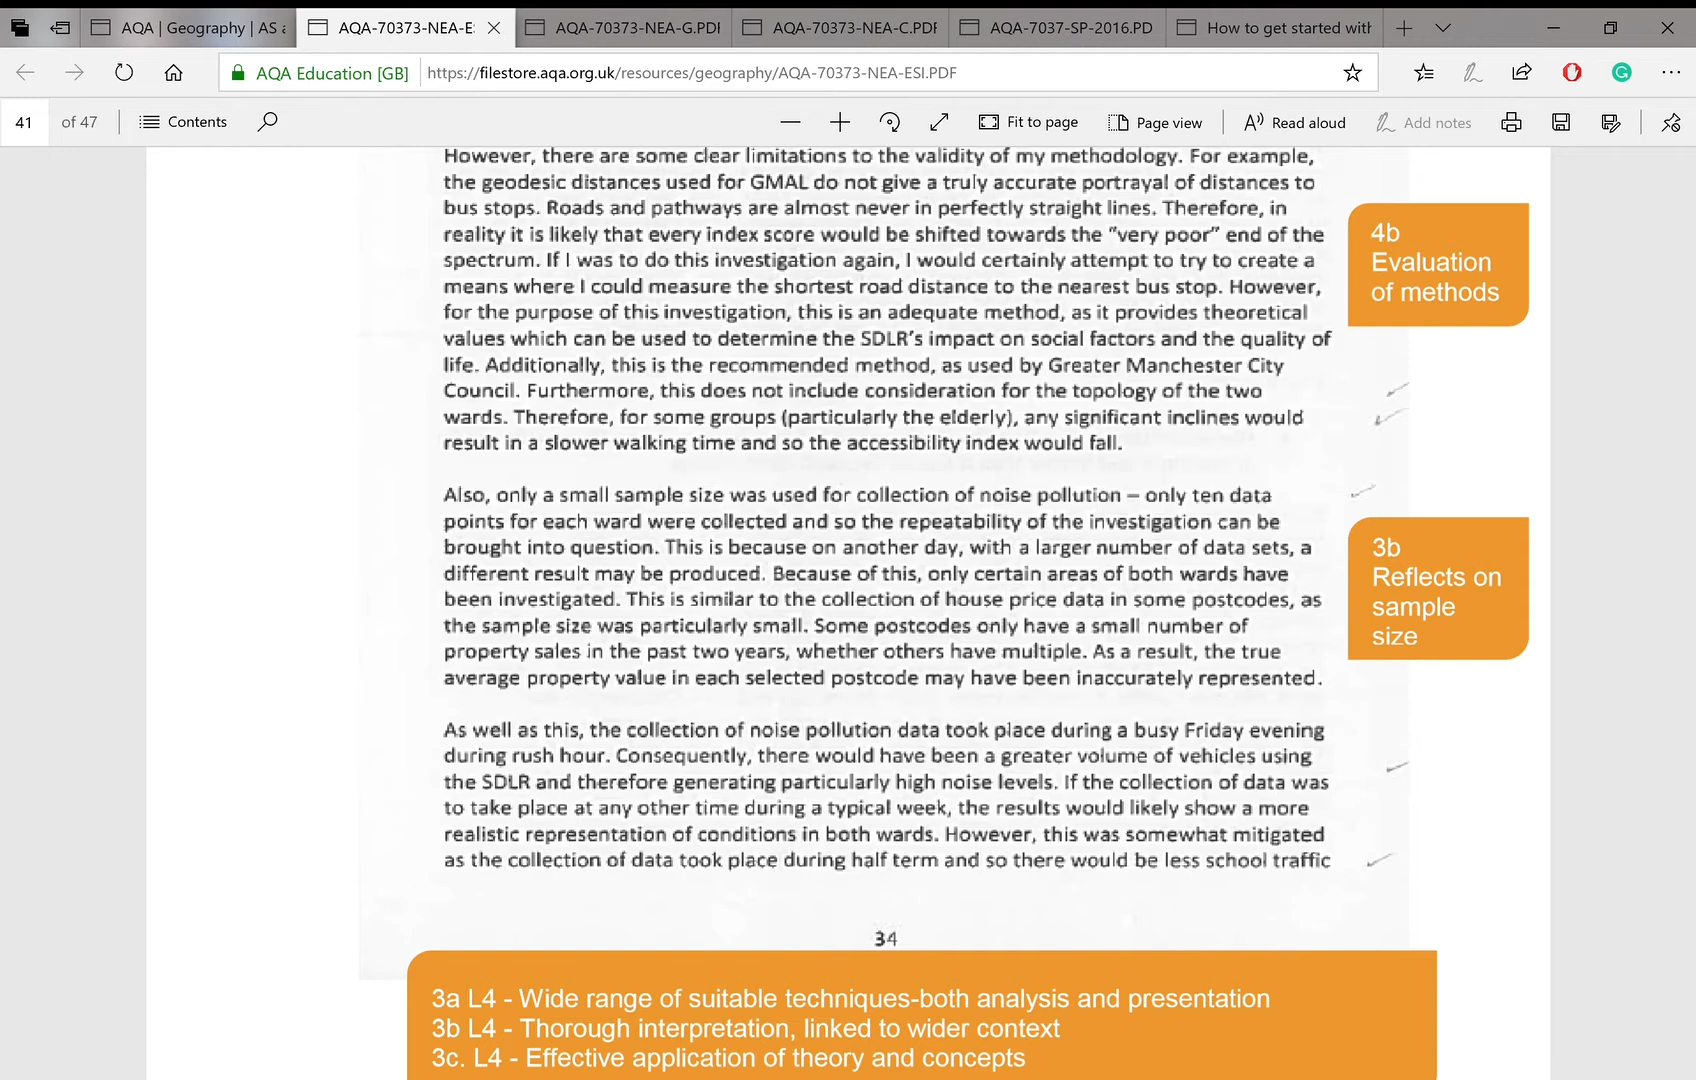 AQA | Geography | AS a
AQA-70373-NEA-ES
AQA-70373-NEA-G.PDF
AQA-70373-NEA-C.PDF
AQA-7037-SP-2016.PD
How to get started with
AQA Education [GB]
https://filestore.aqa.org.uk/resources/geography/AQA-70373-NEA-ESI.PDF
41 of 47
Contents
Fit to page
Page view
Read aloud
Add notes
However, there are some clear limitations to the validity of my methodology. For example,
the geodesic distances used for GMAL do not give a truly accurate portrayal of distances to
bus stops. Roads and pathways are almost never in perfectly straight lines. Therefore, in
reality it is likely that every index score would be shifted towards the “very poor” end of the
spectrum. If I was to do this investigation again, I would certainly attempt to try to create a
means where I could measure the shortest road distance to the nearest bus stop. However,
for the purpose of this investigation, this is an adequate method, as it provides theoretical
values which can be used to determine the SDLR’s impact on social factors and the quality of
life. Additionally, this is the recommended method, as used by Greater Manchester City
Council. Furthermore, this does not include consideration for the topology of the two
wards. Therefore, for some groups (particularly the elderly), any significant inclines would
result in a slower walking time and so the accessibility index would fall.
4b
Evaluation
of methods
Also, only a small sample size was used for collection of noise pollution – only ten data
points for each ward were collected and so the repeatability of the investigation can be
brought into question. This is because on another day, with a larger number of data sets, a
different result may be produced. Because of this, only certain areas of both wards have
been investigated. This is similar to the collection of house price data in some postcodes, as
the sample size was particularly small. Some postcodes only have a small number of
property sales in the past two years, whether others have multiple. As a result, the true
average property value in each selected postcode may have been inaccurately represented.
3b
Reflects on
sample
size
As well as this, the collection of noise pollution data took place during a busy Friday evening
during rush hour. Consequently, there would have been a greater volume of vehicles using
the SDLR and therefore generating particularly high noise levels. If the collection of data was
to take place at any other time during a typical week, the results would likely show a more
realistic representation of conditions in both wards. However, this was somewhat mitigated
as the collection of data took place during half term and so there would be less school traffic
34
3a L4 - Wide range of suitable techniques-both analysis and presentation
3b L4 - Thorough interpretation, linked to wider context
3c. L4 - Effective application of theory and concepts